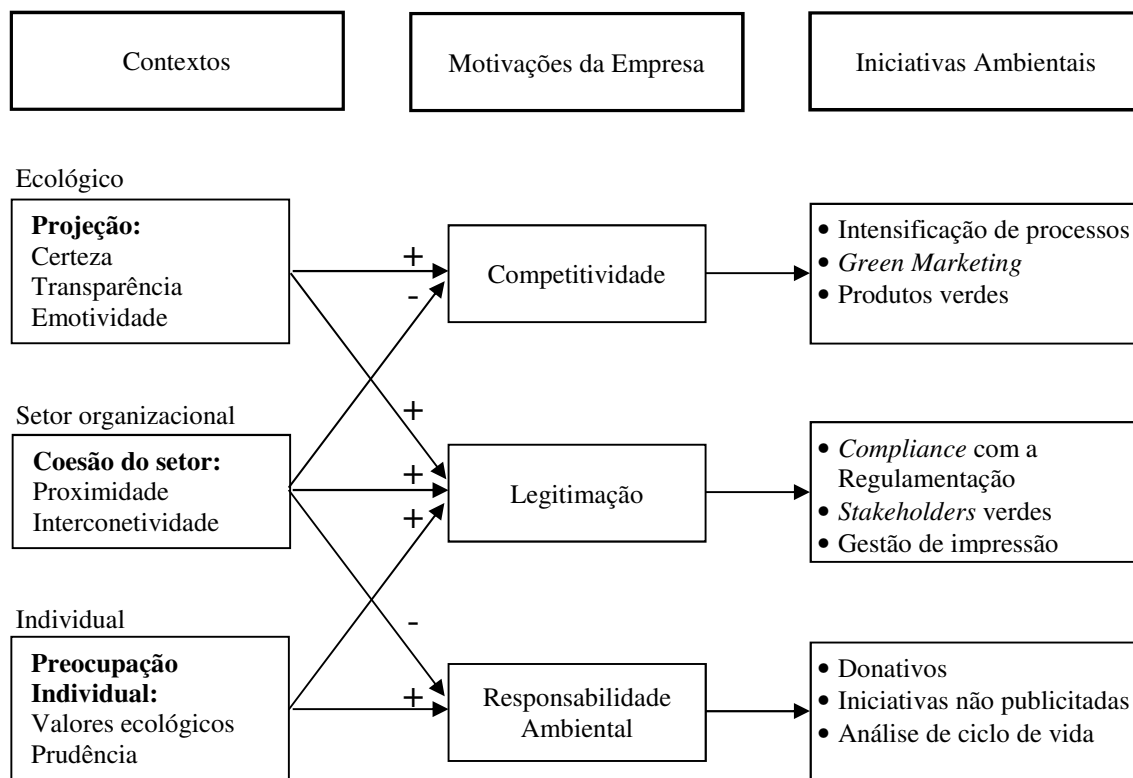 Contextos
Motivações da Empresa
Iniciativas Ambientais
Ecológico
Projeção:
Certeza
Transparência
Emotividade
+
-
Competitividade
• Intensificação de processos
• Green Marketing
• Produtos verdes
Setor organizacional
Coesão do setor:
Proximidade
Interconetividade
+
+
+
Legitimação
• Compliance com a
Regulamentação
• Stakeholders verdes
• Gestão de impressão
Individual
Preocupação
Individual:
Valores ecológicos
Prudência
-
+
Responsabilidade
Ambiental
• Donativos
• Iniciativas não publicitadas
• Análise de ciclo de vida